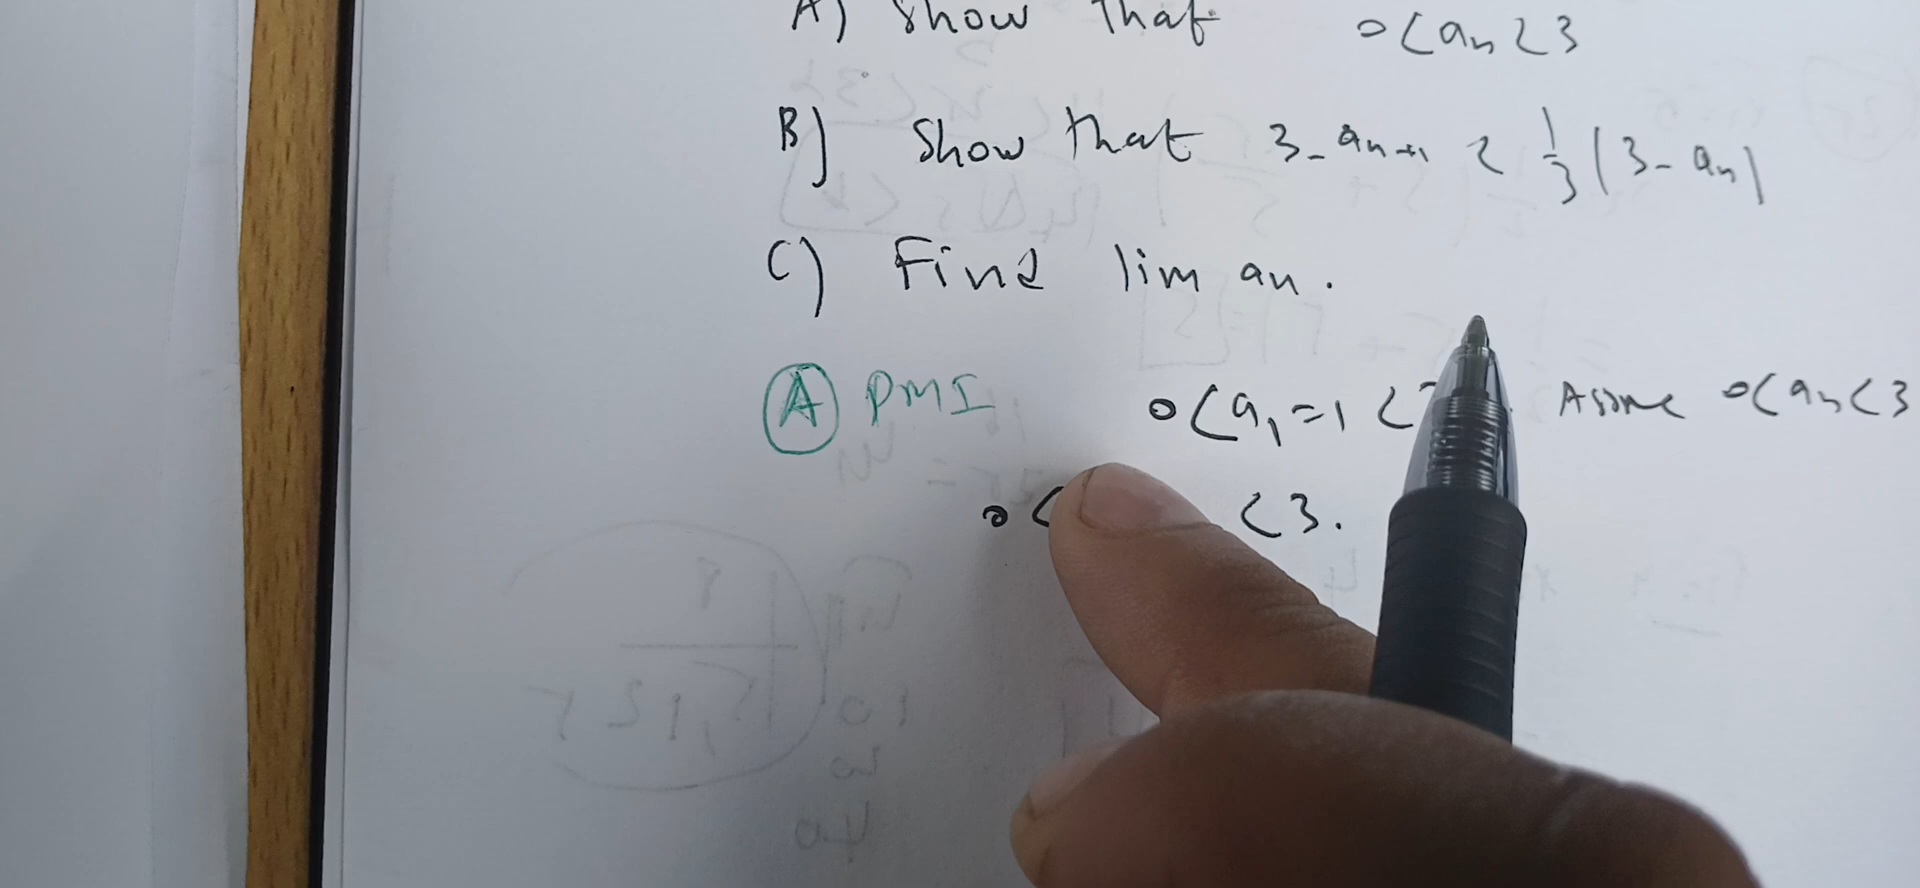 A) Show that 0<an<3
B) Show that 3-an+1 < 1/3(3-an)
C) Find lim an.
A PMI 0<a1=1< Assume 0<an<3
0< <3.